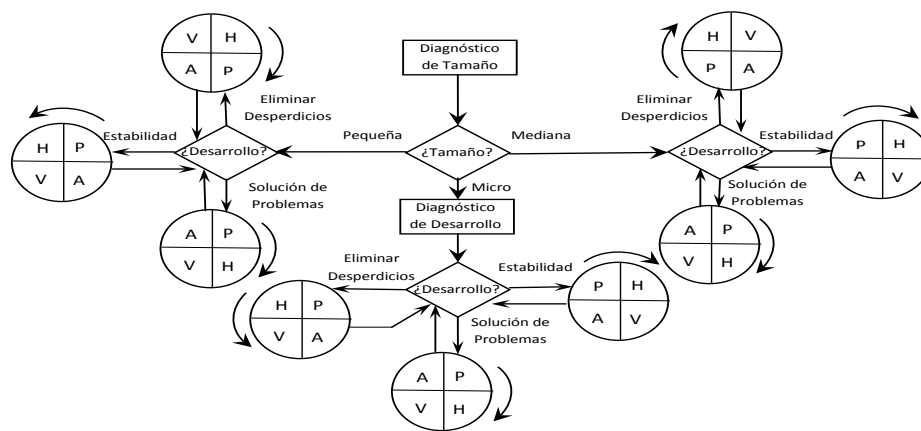 V H
A P
Diagnóstico
de Tamaño
H V
P A
Eliminar
Desperdicios
Eliminar
Desperdicios
Estabilidad
Pequeña
Mediana
Estabilidad
H P
V A
¿Desarrollo?
¿Tamaño?
¿Desarrollo?
P H
A V
Solución de
Problemas
Micro
Solución de
Problemas
A P
V H
Diagnóstico
de Desarrollo
A P
V H
Eliminar
Desperdicios
¿Desarrollo?
Estabilidad
H P
V A
P H
A V
Solución de
Problemas
A P
V H